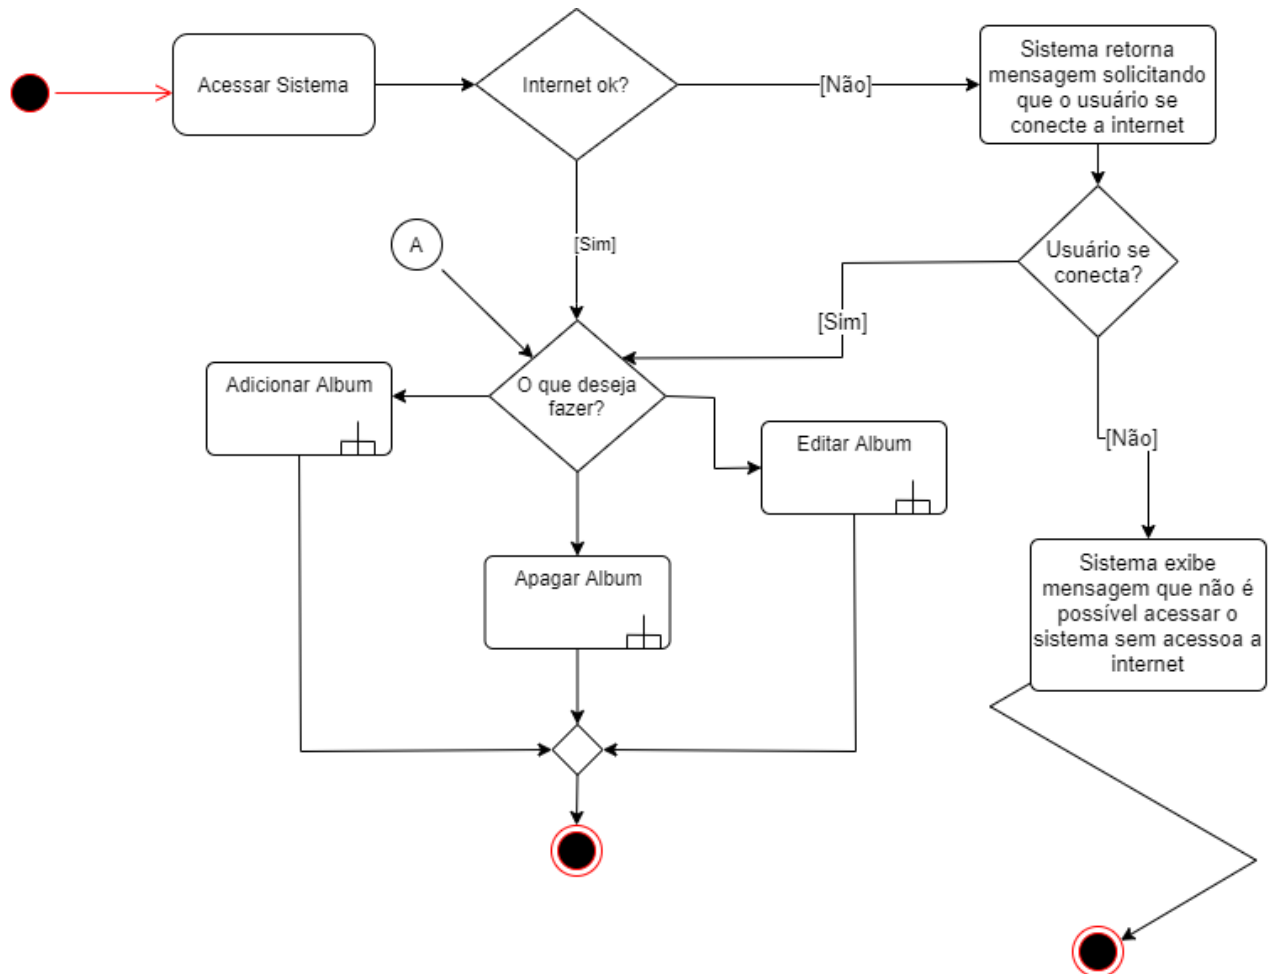 Acessar Sistema
Internet ok?
[Não]
Sistema retorna
mensagem solicitando
que o usuário se
conecte a internet
A
[Sim]
Usuário se
conecta?
[Sim]
O que deseja
fazer?
Adicionar Album
Editar Album
[Não]
Apagar Album
Sistema exibe
mensagem que não é
possível acessar o
sistema sem acessoa a
internet